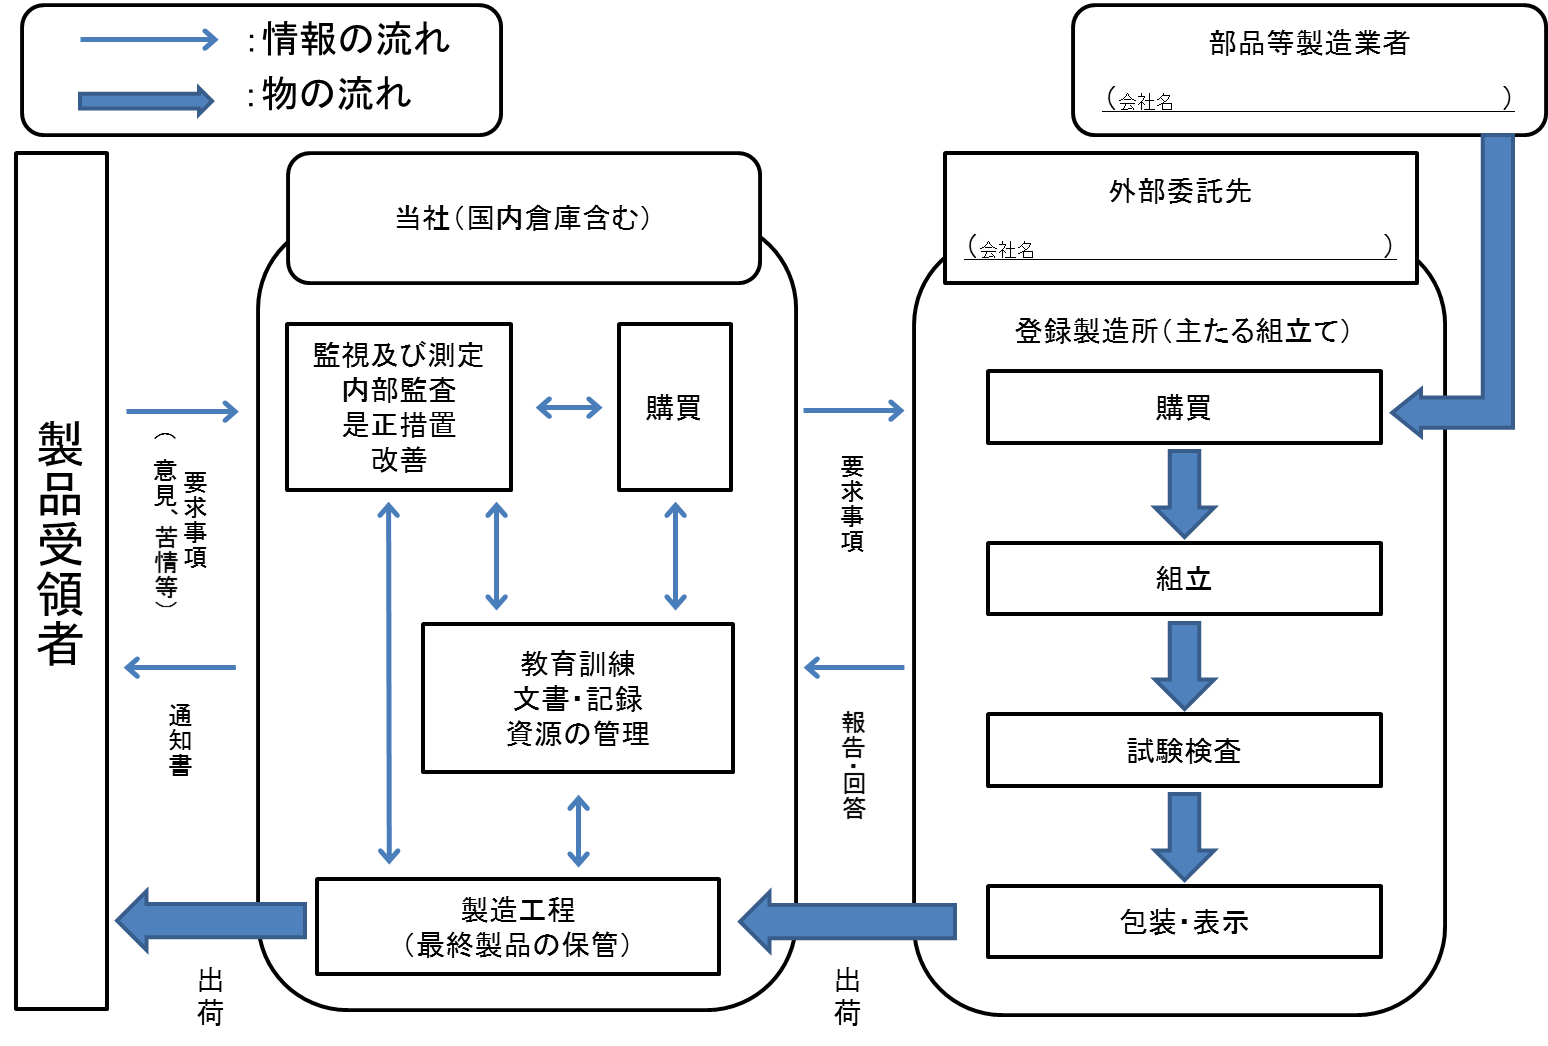 ：情報の流れ
：物の流れ
部品等製造業者
（会社名　　　　　　　　　　　　　　　）
製品受領者
要求事項
（意見、苦情等）
通知書
出荷
当社（国内倉庫含む）
監視及び測定
内部監査
是正措置
改善
購買
教育訓練
文書・記録
資源の管理
製造工程
（最終製品の保管）
要求事項
報告・回答
出荷
外部委託先
（会社名　　　　　　　　　　　　　　　）
登録製造所（主たる組立て）
購買
組立
試験検査
包装・表示